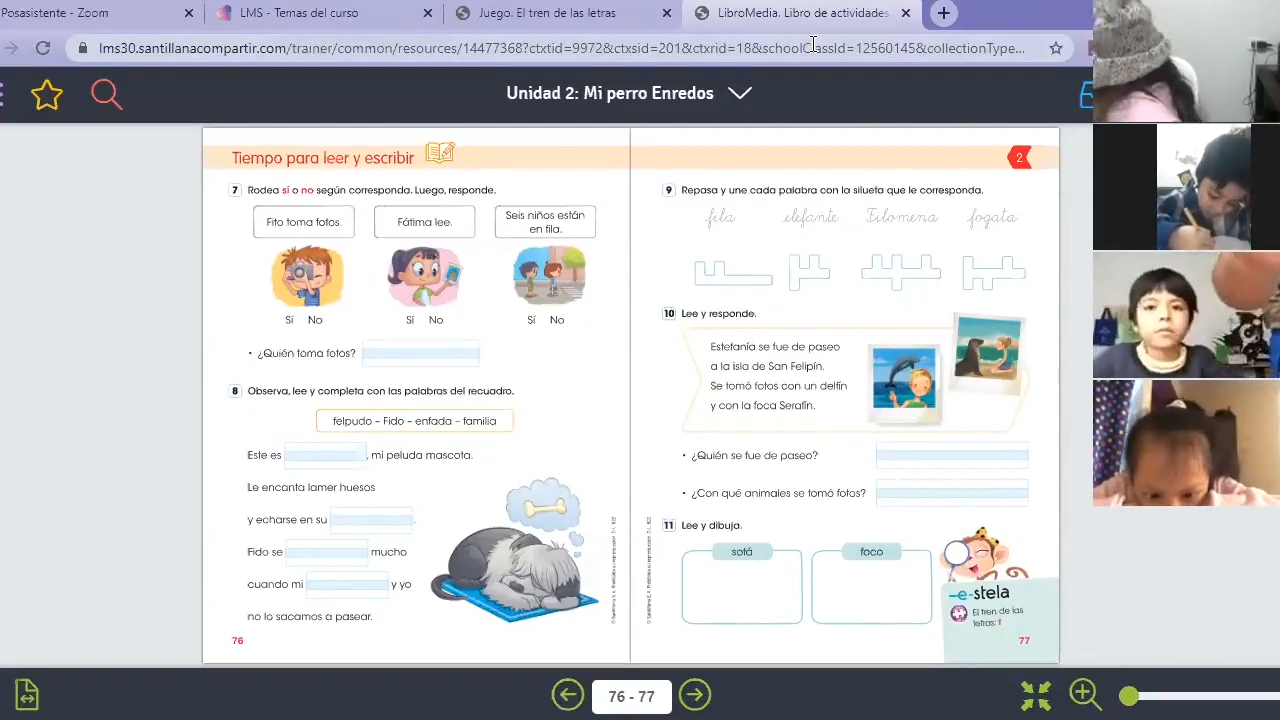 Posasistente - Zoom
LMS - Temas del curso
Juego. El tren de las letras
LibroMedia. Libro de actividades
lms30.santillanacompartir.com/trainer/common/resources/14477368?ctxtid=9972&ctxsid=201&ctxrid=18&schoolClassId=12560145&collectionType...
Unidad 2: Mi perro Enredos
Tiempo para leer y escribir
7 Rodea sí o no según corresponda. Luego, responde.
Fito toma fotos.
Fátima lee.
Seis niños están
en fila.
Sí No
Sí No
Sí No
• ¿Quién toma fotos?
8 Observa, lee y completa con las palabras del recuadro.
felpudo - Fido - enfada - familia
Este es , mi peluda mascota.
Le encanta lamer huesos
y echarse en su .
Fido se mucho
cuando mi y yo
no lo sacamos a pasear.
76
2
9 Repasa y une cada palabra con la silueta que le corresponda.
fila elefante Filomena fogata
10 Lee y responde.
Estefanía se fue de paseo
a la isla de San Felipín.
Se tomó fotos con un delfín
y con la foca Serafín.
• ¿Quién se fue de paseo?
• ¿Con qué animales se tomó fotos?
11 Lee y dibuja.
sofá
foco
e-stela
El tren de las
letras: f
77
76 - 77